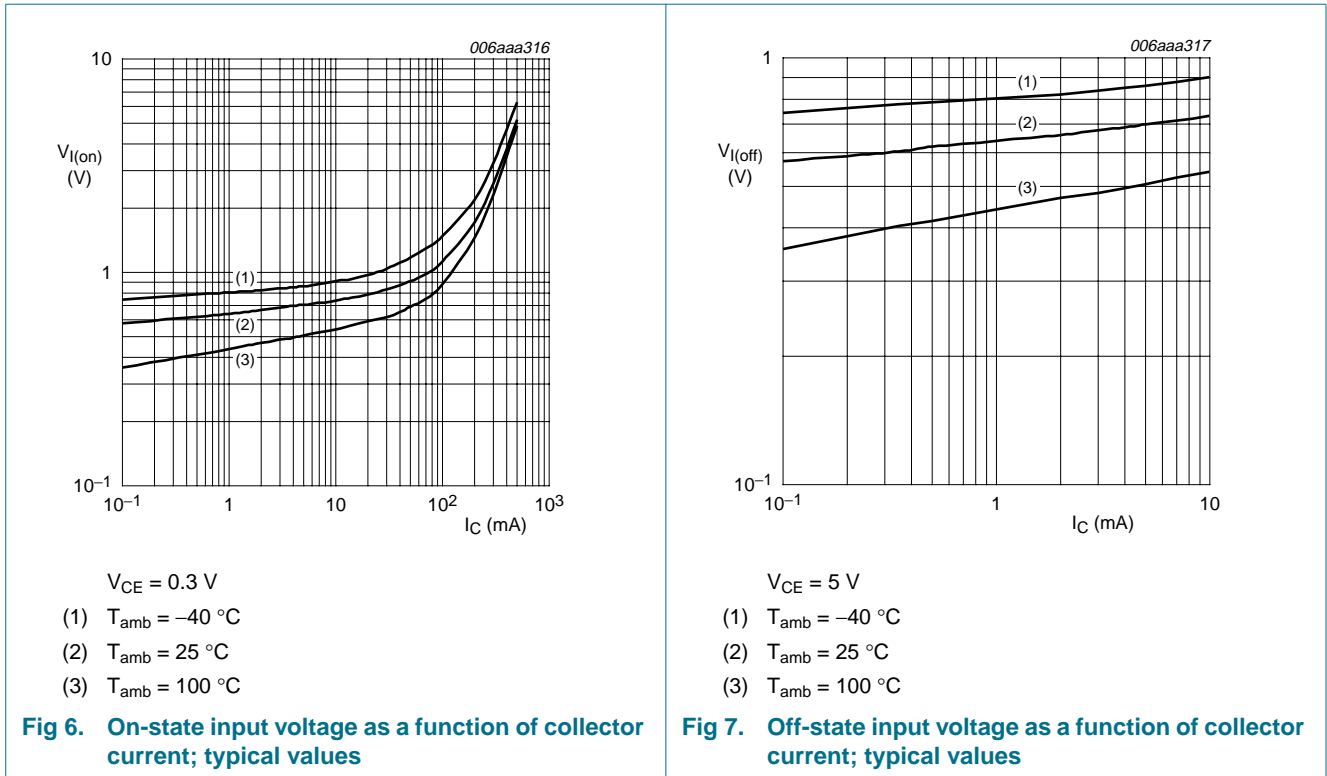 006aaa316
10
V_I(on)
(V)
1
10⁻¹
(1)
(2)
(3)
10⁻¹ 1 10 10² 10³
I_C (mA)
V_CE = 0.3 V
(1) T_amb = −40 °C
(2) T_amb = 25 °C
(3) T_amb = 100 °C
Fig 6. On-state input voltage as a function of collector
current; typical values
006aaa317
1
V_I(off)
(V)
10⁻¹
(1)
(2)
(3)
10⁻¹ 1 10
I_C (mA)
V_CE = 5 V
(1) T_amb = −40 °C
(2) T_amb = 25 °C
(3) T_amb = 100 °C
Fig 7. Off-state input voltage as a function of collector
current; typical values